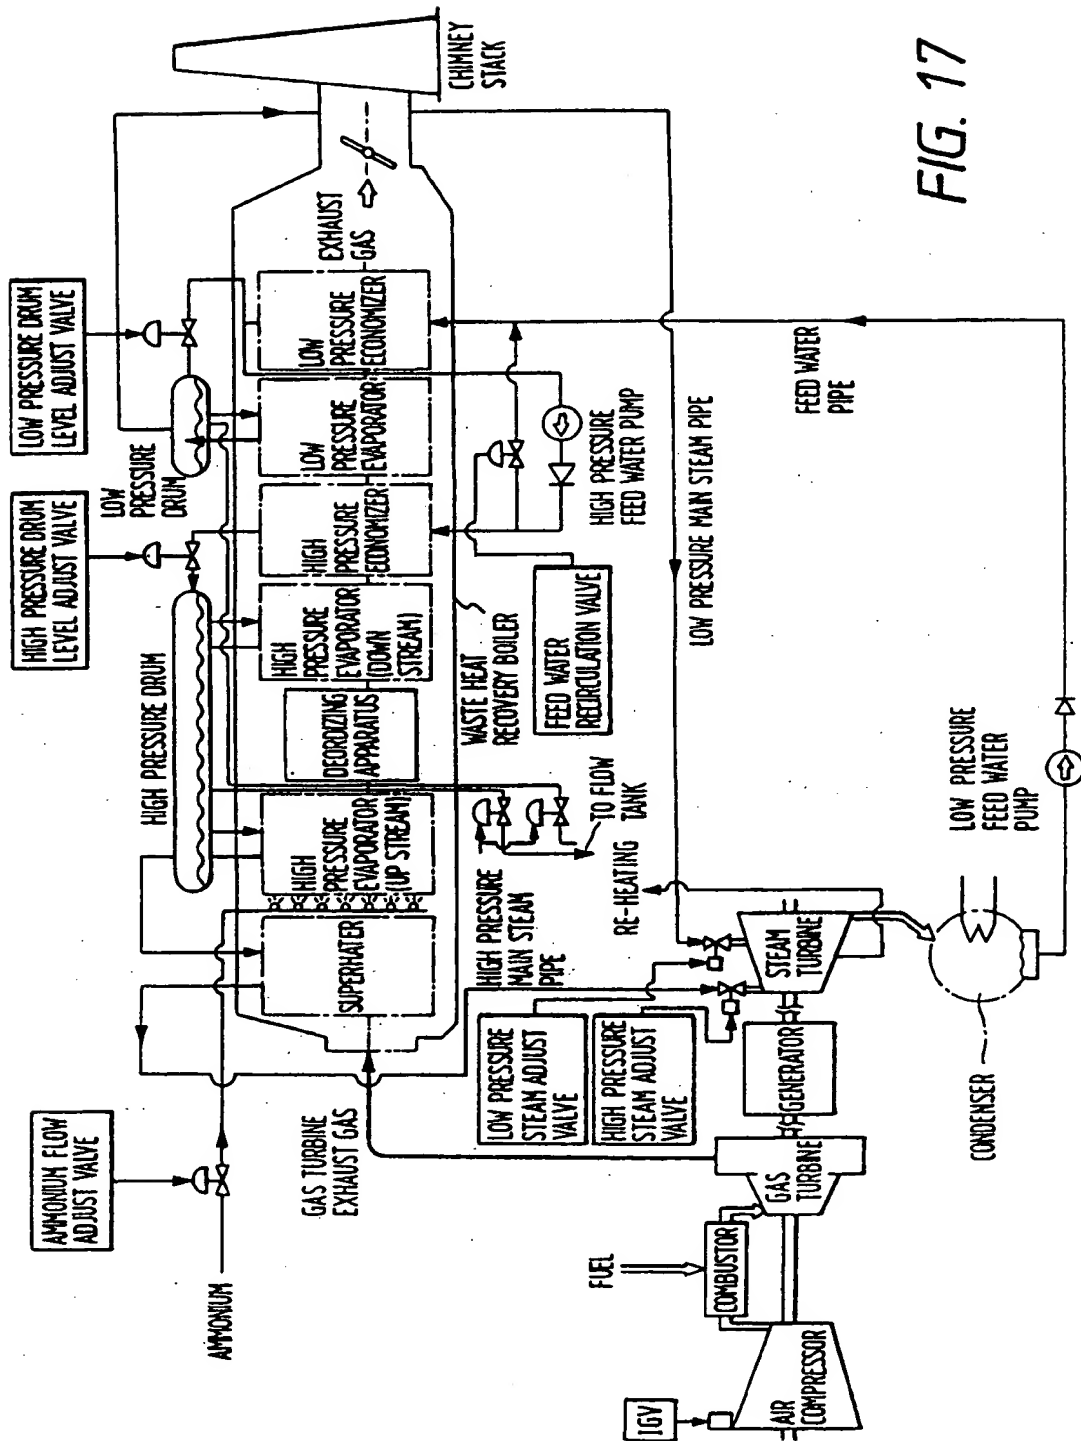 LOW PRESSURE DRUM
LEVEL ADJUST VALVE
HIGH PRESSURE DRUM
LEVEL ADJUST VALVE
AMMONIUM FLOW
ADJUST VALVE
AMMONIUM
LOW
PRESSURE
DRUM
HIGH PRESSURE DRUM
CHIMNEY
STACK
GAS TURBINE
EXHAUST GAS
SUPERHATER
HIGH
PRESSURE
EVAPORATOR
(UP STREAM)
DEORDIZING
APPARATUS
HIGH
PRESSURE
EVAPORATOR
(DOWN
STREAM)
HIGH
PRESSURE
ECONOMIZER
LOW
PRESSURE
EVAPORATOR
LOW
PRESSURE
ECONOMIZER
EXHAUST
GAS
WASTE HEAT
RECOVERY BOILER
HIGH PRESSURE
MAIN STEAM
PIPE
TO FLOW
TANK
FEED WATER
RECIRCULATION VALVE
HIGH PRESSURE
FEED WATER PUMP
RE-HEATING
LOW PRESSURE MAIN STEAM PIPE
LOW PRESSURE
STEAM ADJUST
VALVE
HIGH PRESSURE
STEAM ADJUST
VALVE
FUEL
COMBUSTOR
IGV
AIR
COMPRESSOR
GAS
TURBINE
GENERATOR
STEAM
TURBINE
CONDENSER
LOW PRESSURE
FEED WATER
PUMP
FEED WATER
PIPE
FIG. 17